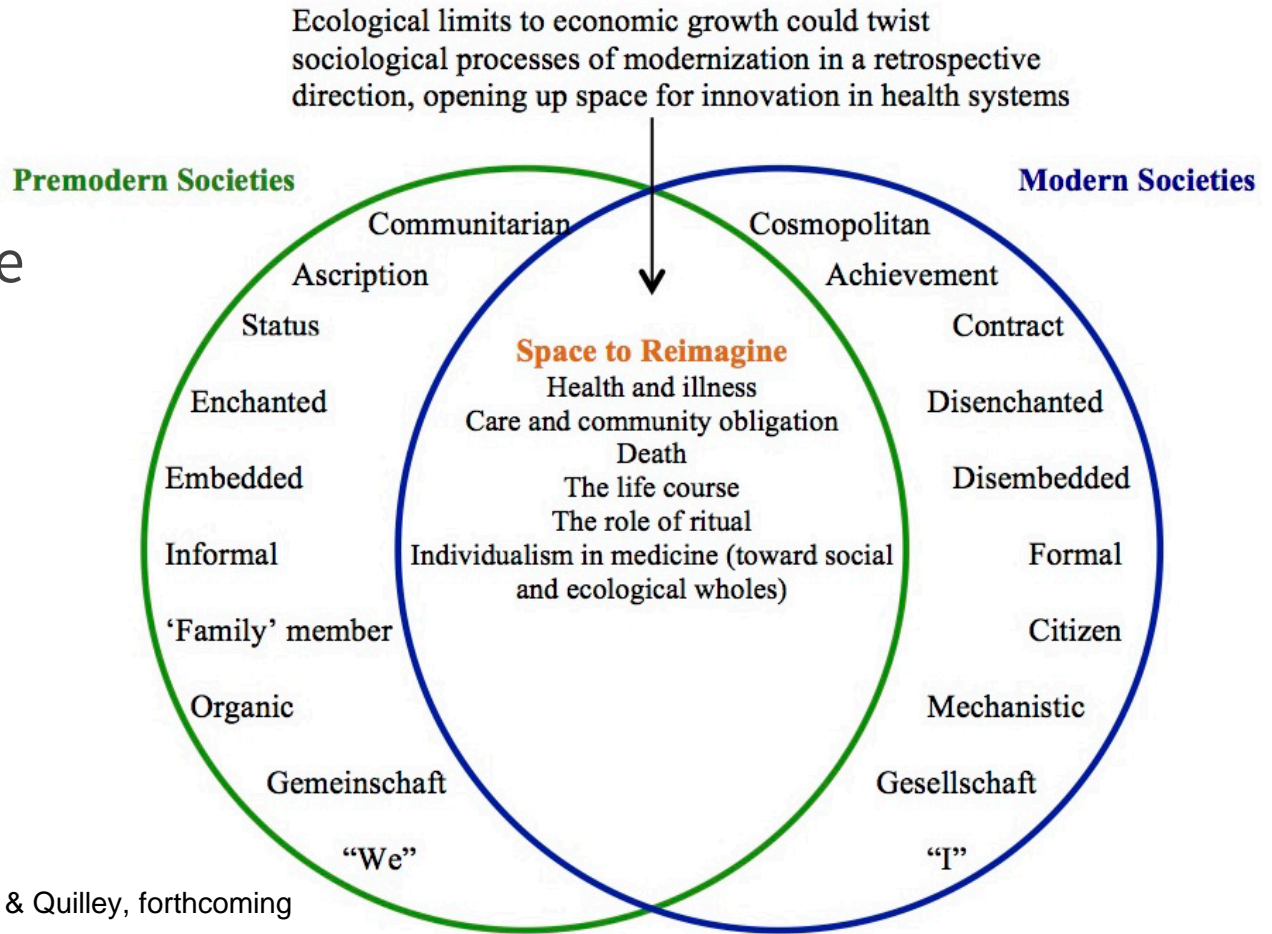 Ecological limits to economic growth could twist
sociological processes of modernization in a retrospective
direction, opening up space for innovation in health systems
Premodern Societies
Modern Societies
e
Communitarian
Ascription
Status
Enchanted
Embedded
Informal
‘Family’ member
Organic
Gemeinschaft
“We”
Space to Reimagine
Health and illness
Care and community obligation
Death
The life course
The role of ritual
Individualism in medicine (toward social
and ecological wholes)
Cosmopolitan
Achievement
Contract
Disenchanted
Disembedded
Formal
Citizen
Mechanistic
Gesellschaft
“I”
& Quilley, forthcoming